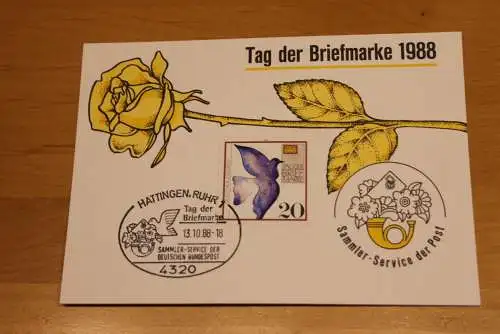 Tag der Briefmarke 1988
20
HATTINGEN, RUHR 1
Tag der
Briefmarke
13.10.88-18
SAMMLER-SERVICE DER
DEUTSCHEN BUNDESPOST
4320
Sammler-Service der Post